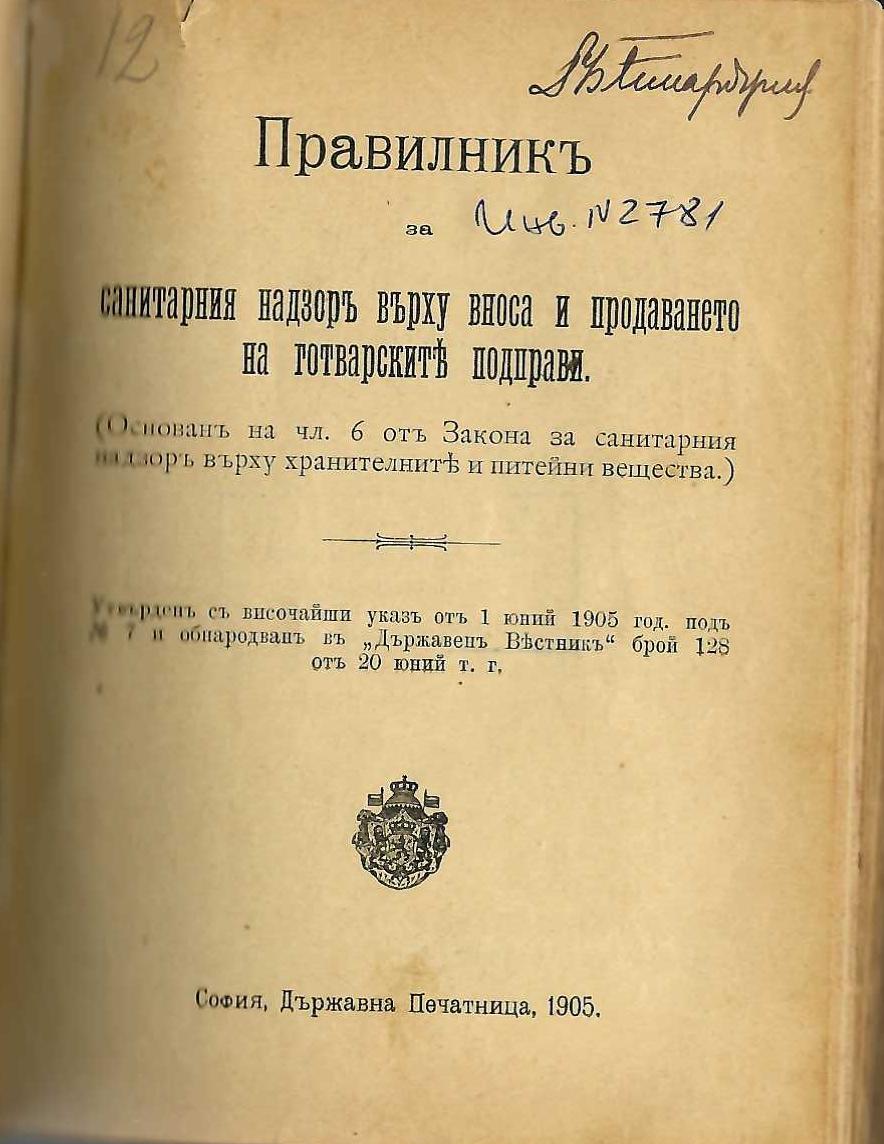 12
Правилникъ
за
Инв. № 2781
санитарния надзоръ върху вноса и продаването
на готварскитѣ подправи.
(Основанъ на чл. 6 отъ Закона за санитарния
надзоръ върху хранителнитѣ и питейни вещества.)
Утвърденъ съ височайши указъ отъ 1 юний 1905 год. подъ
№ 7 и обнародванъ въ „Държавенъ Вѣстникъ“ брой 128
отъ 20 юний т. г.
София, Държавна Печатница, 1905.